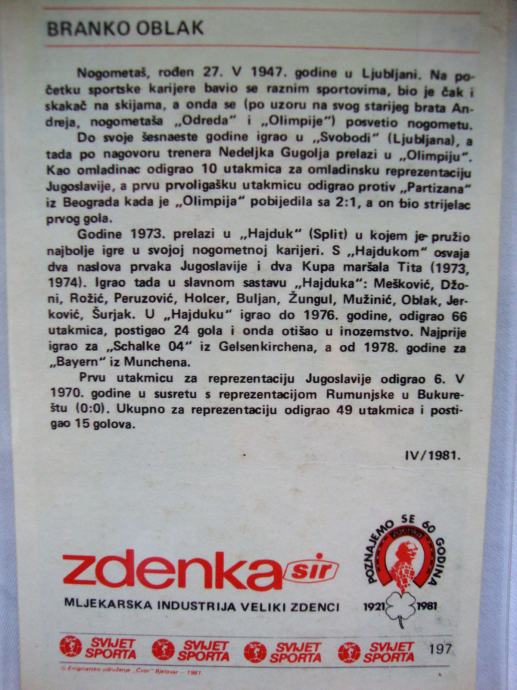 BRANKO OBLAK
Nogometaš, rođen 27. V 1947. godine u Ljubljani. Na po-
četku sportske karijere bavio se raznim sportovima, bio je čak i
skakač na skijama, a onda se (po uzoru na svog starijeg brata An-
dreja, nogometaša „Odreda" i „Olimpije") posvetio nogometu.
Do svoje šesnaeste godine igrao u „Svobodi" (Ljubljana), a
tada po nagovoru trenera Nedeljka Gugolja prelazi u „Olimpiju".
Kao omladinac odigrao 10 utakmica za omladinsku reprezentaciju
Jugoslavije, a prvu prvoligašku utakmicu odigrao protiv „Partizana"
iz Beograda kada je „Olimpija" pobijedila sa 2:1, a on bio strijelac
prvog gola.
Godine 1973. prelazi u „Hajduk" (Split) u kojem je pružio
najbolje igre u svojoj nogometnoj karijeri. S „Hajdukom" osvaja
dva naslova prvaka Jugoslavije i dva Kupa maršala Tita (1973,
1974). Igrao tada u slavnom sastavu „Hajduka": Mešković, Džo-
ni, Rožić, Peruzović, Holcer, Buljan, Žungul, Mužinić, Oblak, Jer-
ković, Šurjak. U „Hajduku" igrao do 1976. godine, odigrao 66
utakmica, postigao 24 gola i onda otišao u inozemstvo. Najprije
igrao za „Schalke 04" iz Gelsenkirchena, a od 1978. godine za
„Bayern" iz Munchena.
Prvu utakmicu za reprezentaciju Jugoslavije odigrao 6. V
1970. godine u susretu s reprezentacijom Rumunjske u Bukure-
štu (0:0). Ukupno za reprezentaciju odigrao 49 utakmica i posti-
gao 15 golova.
IV/1981.
zdenka sir
MLJEKARSKA INDUSTRIJA VELIKI ZDENCI
POZNAJEMO SE 60 GODINA
1921 1981
SVIJET SPORTA SVIJET SPORTA SVIJET SPORTA SVIJET SPORTA 197
© Enigmatsko udruženje „Čvor" Bjelovar – 1981